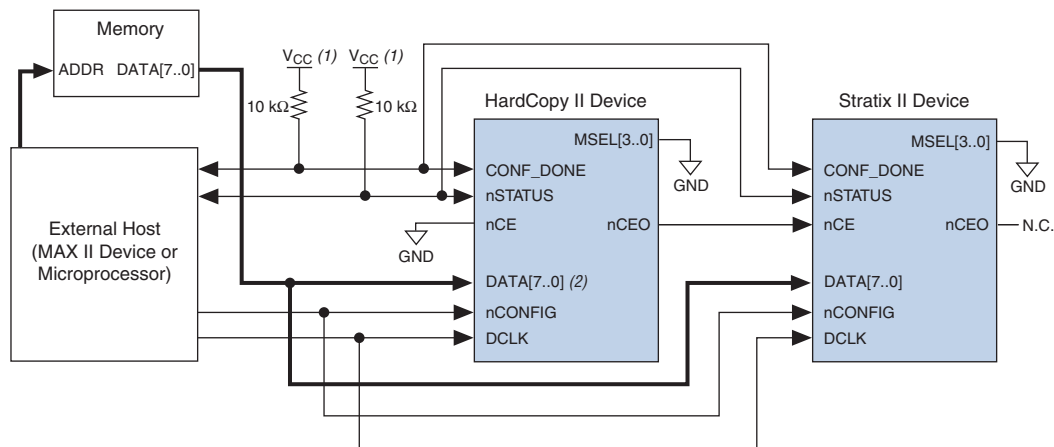 Memory
ADDR DATA[7..0]
VCC (1) VCC (1)
10 kΩ 10 kΩ
HardCopy II Device
Stratix II Device
External Host
(MAX II Device or
Microprocessor)
MSEL[3..0]
GND
CONF_DONE
nSTATUS
nCE nCEO
GND
DATA[7..0] (2)
nCONFIG
DCLK
MSEL[3..0]
GND
CONF_DONE
nSTATUS
nCE nCEO N.C.
DATA[7..0]
nCONFIG
DCLK